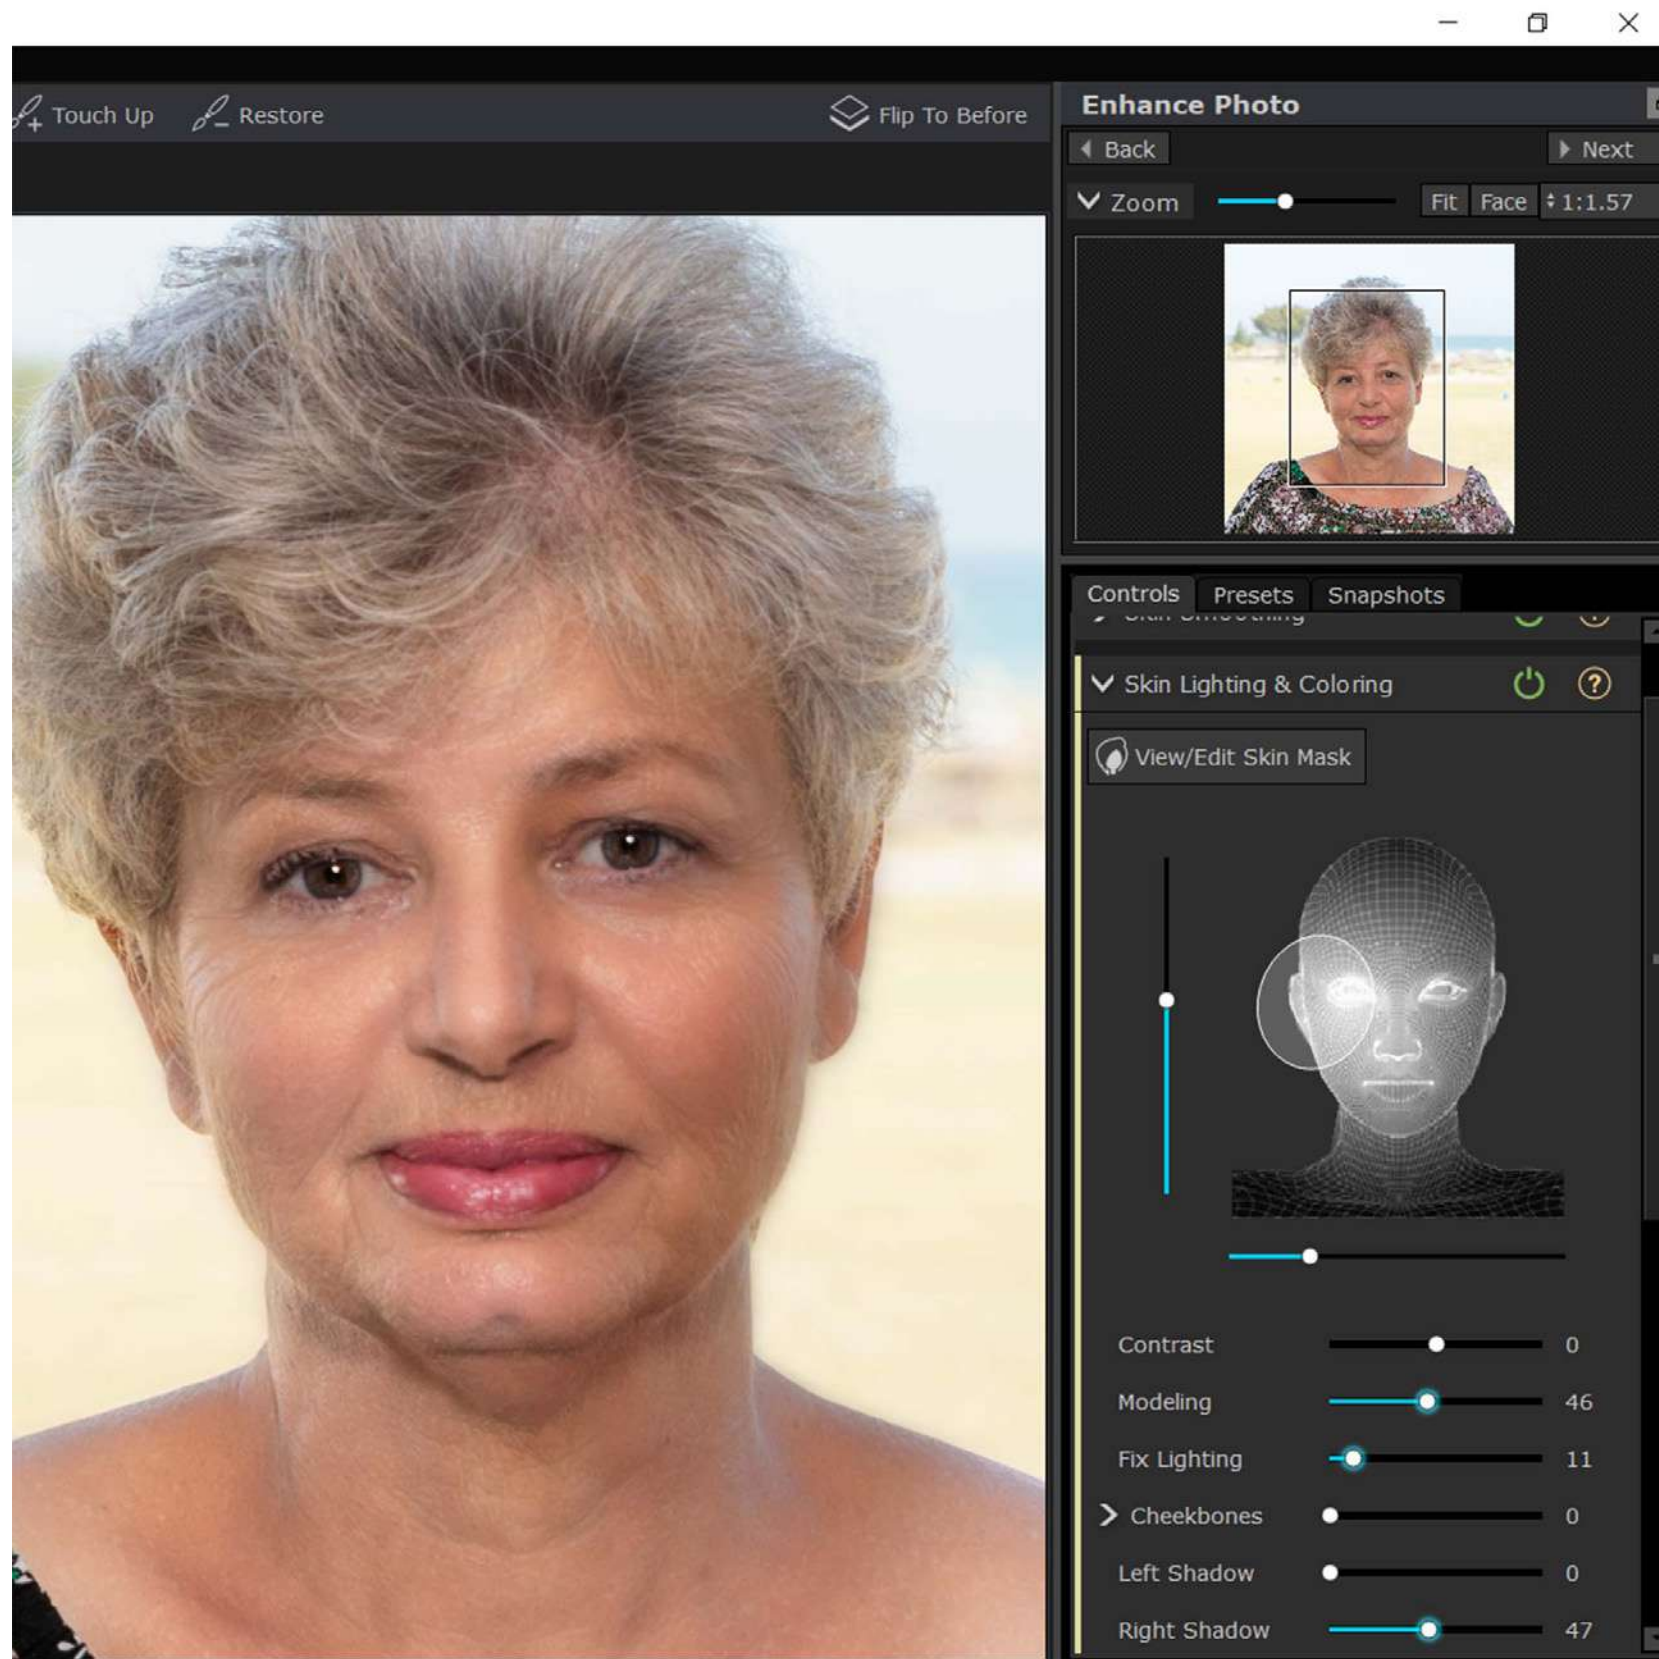 Touch Up Restore Flip To Before
Enhance Photo
Back Next
Zoom Fit Face 1:1.57
Controls Presets Snapshots
Skin Smoothing
Skin Lighting & Coloring ?
View/Edit Skin Mask
Contrast 0
Modeling 46
Fix Lighting 11
Cheekbones 0
Left Shadow 0
Right Shadow 47